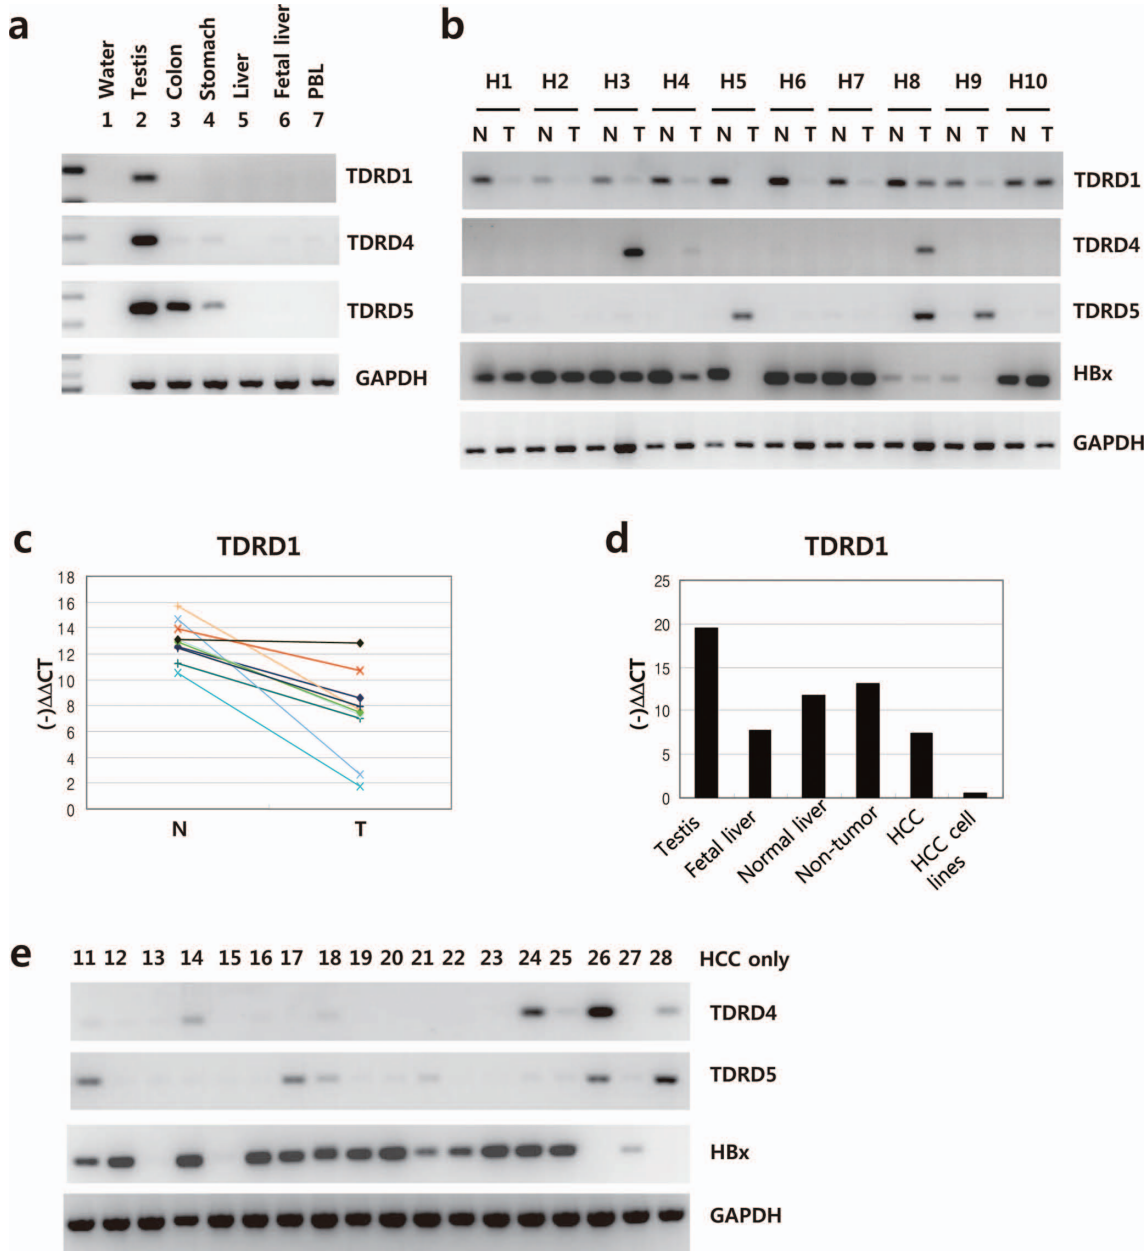 a
Water Testis Colon Stomach Liver Fetal liver PBL
1 2 3 4 5 6 7
TDRD1
TDRD4
TDRD5
GAPDH
b
H1 H2 H3 H4 H5 H6 H7 H8 H9 H10
N T N T N T N T N T N T N T N T N T N T
TDRD1
TDRD4
TDRD5
HBx
GAPDH
c
TDRD1
(-)ΔΔCT
18
16
14
12
10
8
6
4
2
0
N T
d
TDRD1
(-)ΔΔCT
25
20
15
10
5
0
Testis
Fetal liver
Normal liver
Non-tumor
HCC
HCC cell
lines
e
11 12 13 14 15 16 17 18 19 20 21 22 23 24 25 26 27 28 HCC only
TDRD4
TDRD5
HBx
GAPDH